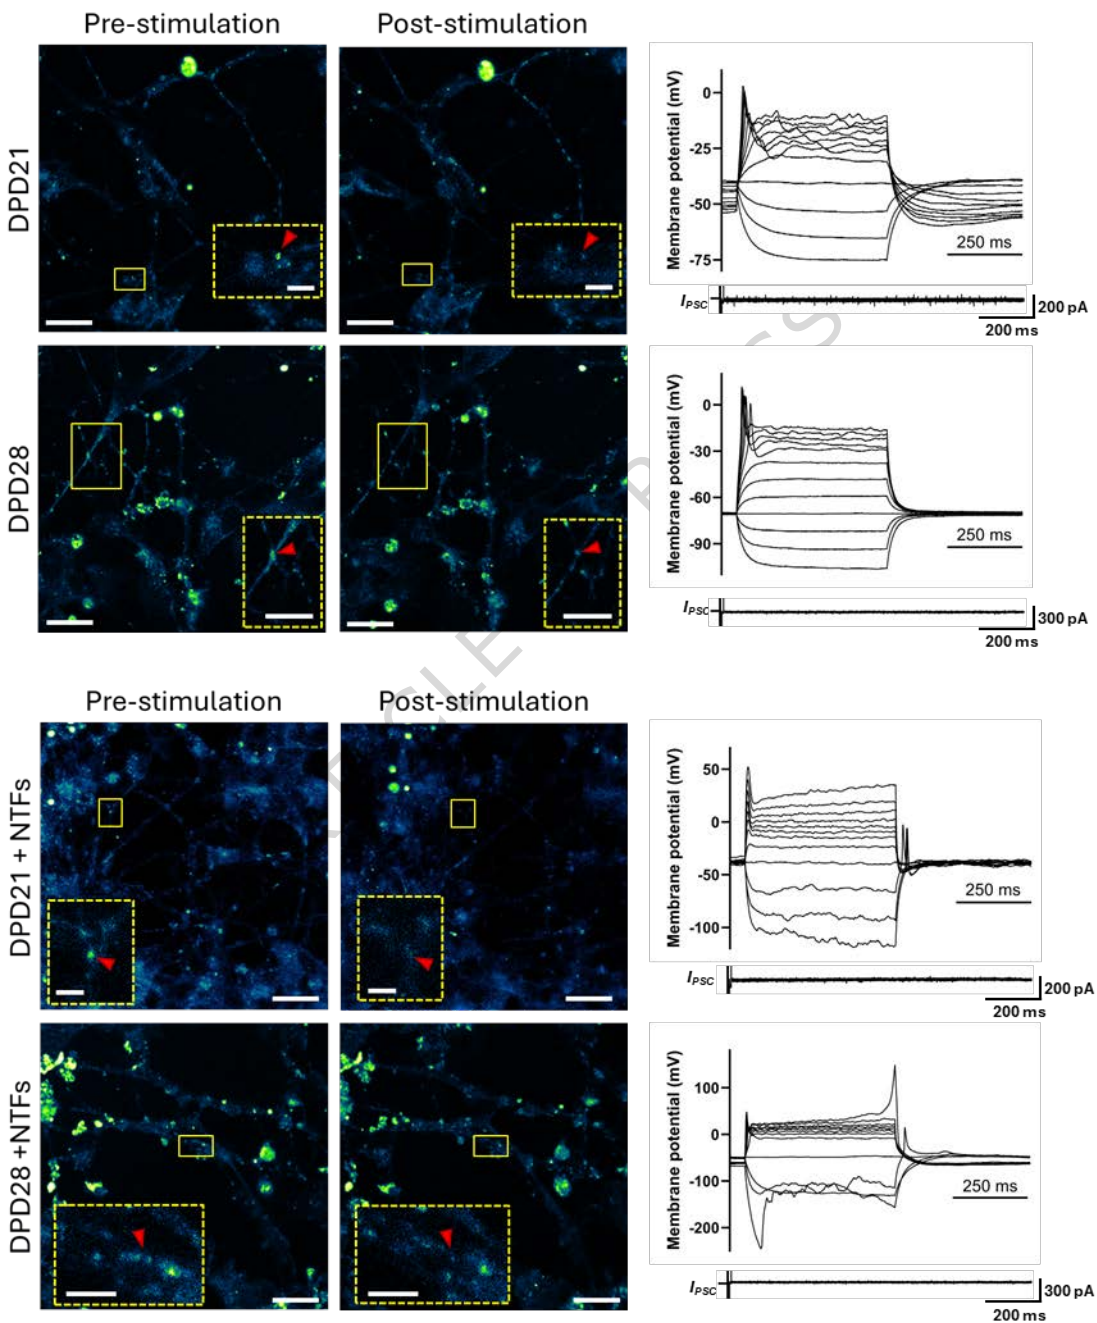 Pre-stimulation
Post-stimulation
DPD21
Membrane potential (mV)
0
-25
-50
-75
250 ms
IPSC
200 pA
200 ms
DPD28
Membrane potential (mV)
0
-30
-60
-90
250 ms
IPSC
300 pA
200 ms
Pre-stimulation
Post-stimulation
DPD21 + NTFs
Membrane potential (mV)
50
0
-50
-100
250 ms
IPSC
200 pA
200 ms
DPD28 +NTFs
Membrane potential (mV)
100
0
-100
-200
250 ms
IPSC
300 pA
200 ms